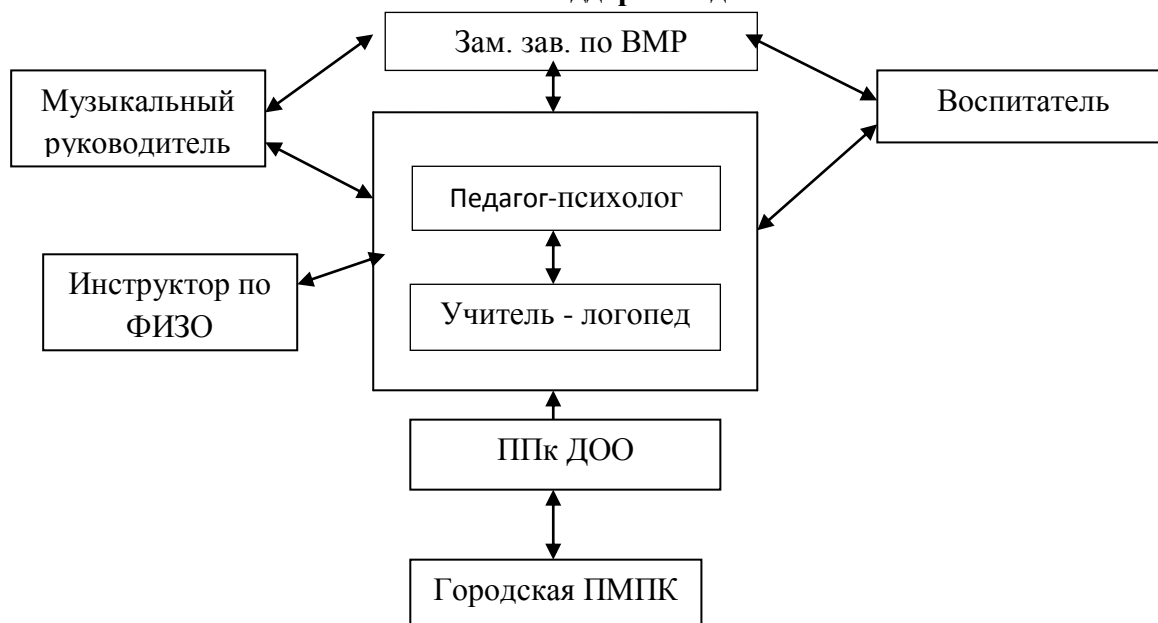 Зам. зав. по ВМР
Музыкальный
руководитель
Воспитатель
Педагог-психолог
Инструктор по
ФИЗО
Учитель - логопед
ППк ДОО
Городская ПМПК